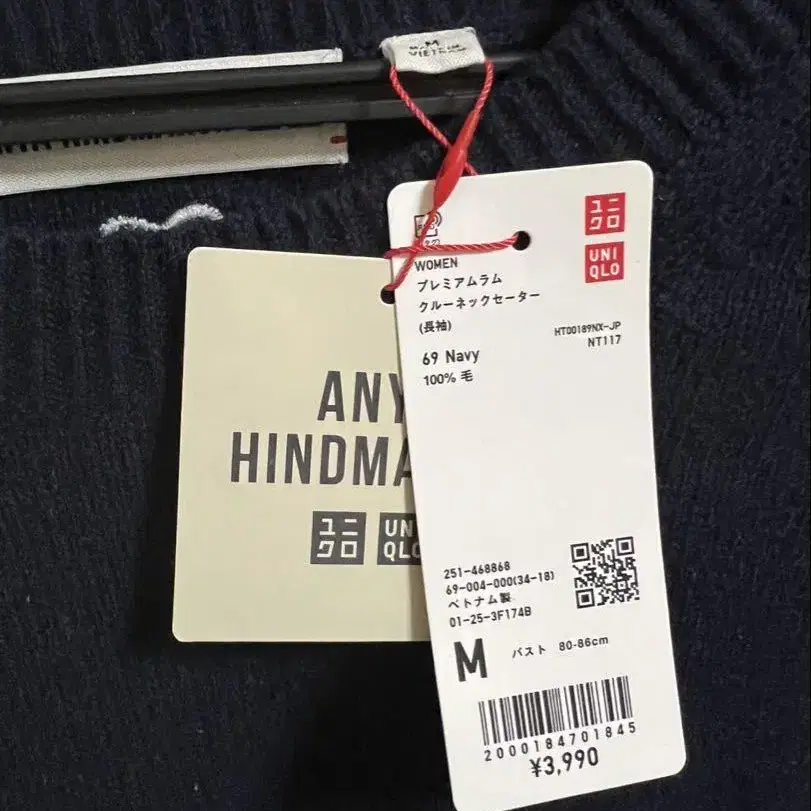 M
VIETNAM
ANY
HINDMA
ユニ
クロ
UN
QLO
ユニ
クロ
UNI
QLO
WOMEN
プレミアムラム
クルーネックセーター
(長袖)
HT00189NX-JP
NT117
69 Navy
100% 毛
251-468868
69-004-000(34-18)
ベトナム製
01-25-3F174B
M バスト 80-86cm
2000184701845
¥3,990